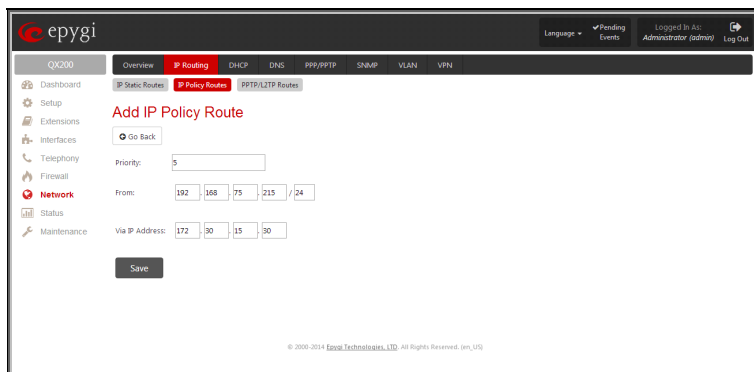 epygi
Language
Pending Events
Logged In As:
Administrator (admin)
Log Out
QX200
Overview IP Routing DHCP DNS PPP/PPTP SNMP VLAN VPN
Dashboard
Setup
Extensions
Interfaces
Telephony
Firewall
Network
Status
Maintenance
IP Static Routes IP Policy Routes PPTP/L2TP Routes
Add IP Policy Route
Go Back
Priority: 5
From: 192 . 168 . 75 . 215 / 24
Via IP Address: 172 . 30 . 15 . 30
Save
© 2000-2014 Epygi Technologies, LTD. All Rights Reserved. (en_US)